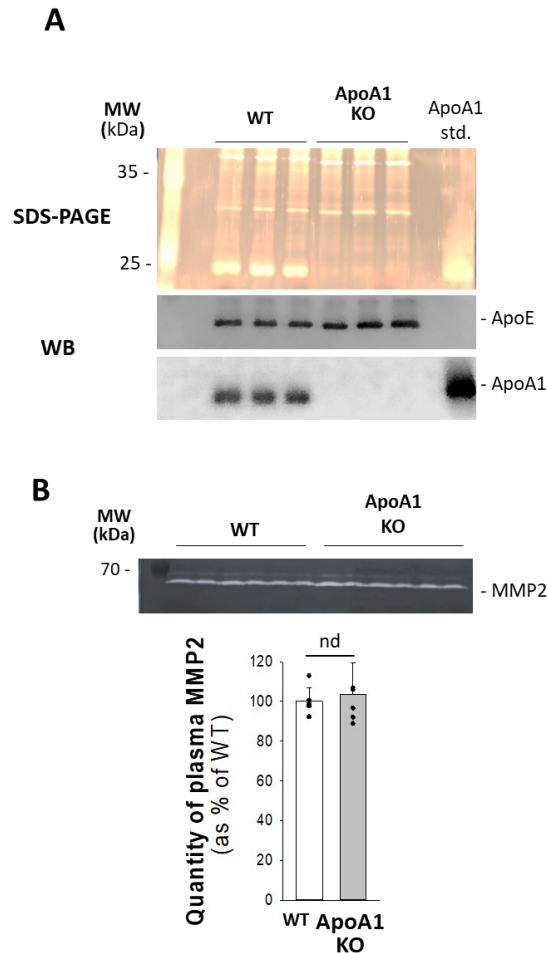 A
MW
(kDa)
WT
ApoA1
KO
ApoA1
std.
35 -
SDS-PAGE
25 -
- ApoE
WB
- ApoA1
B
MW
(kDa)
WT
ApoA1
KO
70 -
- MMP2
nd
Quantity of plasma MMP2
(as % of WT)
120
100
80
60
40
20
0
WT ApoA1
KO